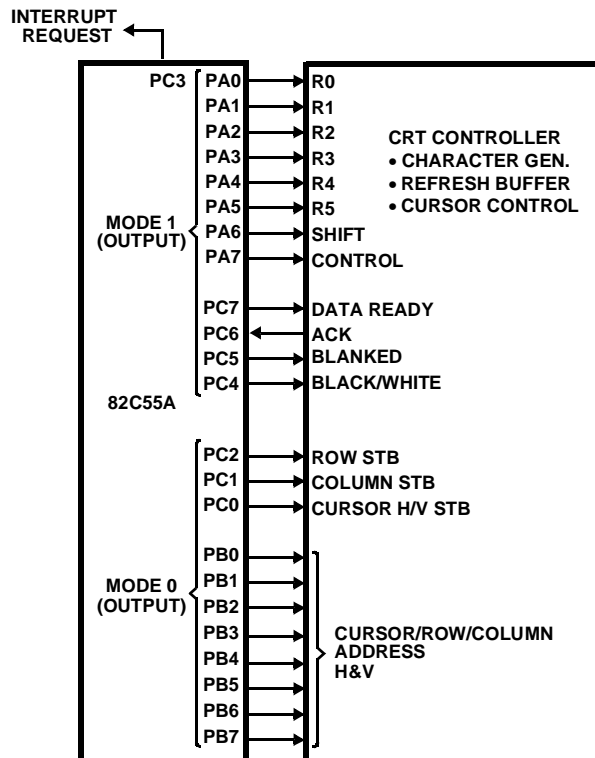 INTERRUPT
REQUEST
PC3 PA0 R0
PA1 R1
PA2 R2
PA3 R3
PA4 R4
PA5 R5
PA6 SHIFT
PA7 CONTROL
CRT CONTROLLER
• CHARACTER GEN.
• REFRESH BUFFER
• CURSOR CONTROL
MODE 1
(OUTPUT)
PC7 DATA READY
PC6 ACK
PC5 BLANKED
PC4 BLACK/WHITE
82C55A
PC2 ROW STB
PC1 COLUMN STB
PC0 CURSOR H/V STB
MODE 0
(OUTPUT)
PB0
PB1
PB2
PB3
PB4
PB5
PB6
PB7
CURSOR/ROW/COLUMN
ADDRESS
H&V